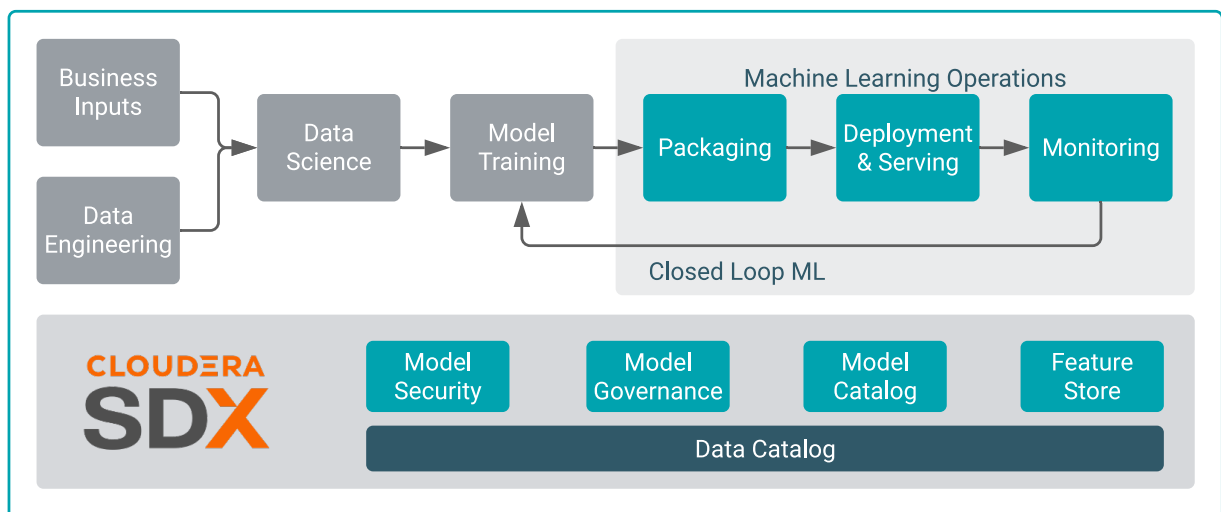 Business
Inputs
Data
Engineering
Data
Science
Model
Training
Machine Learning Operations
Packaging
Deployment
& Serving
Monitoring
Closed Loop ML
CLOUDERA
SDX
Model
Security
Model
Governance
Model
Catalog
Feature
Store
Data Catalog